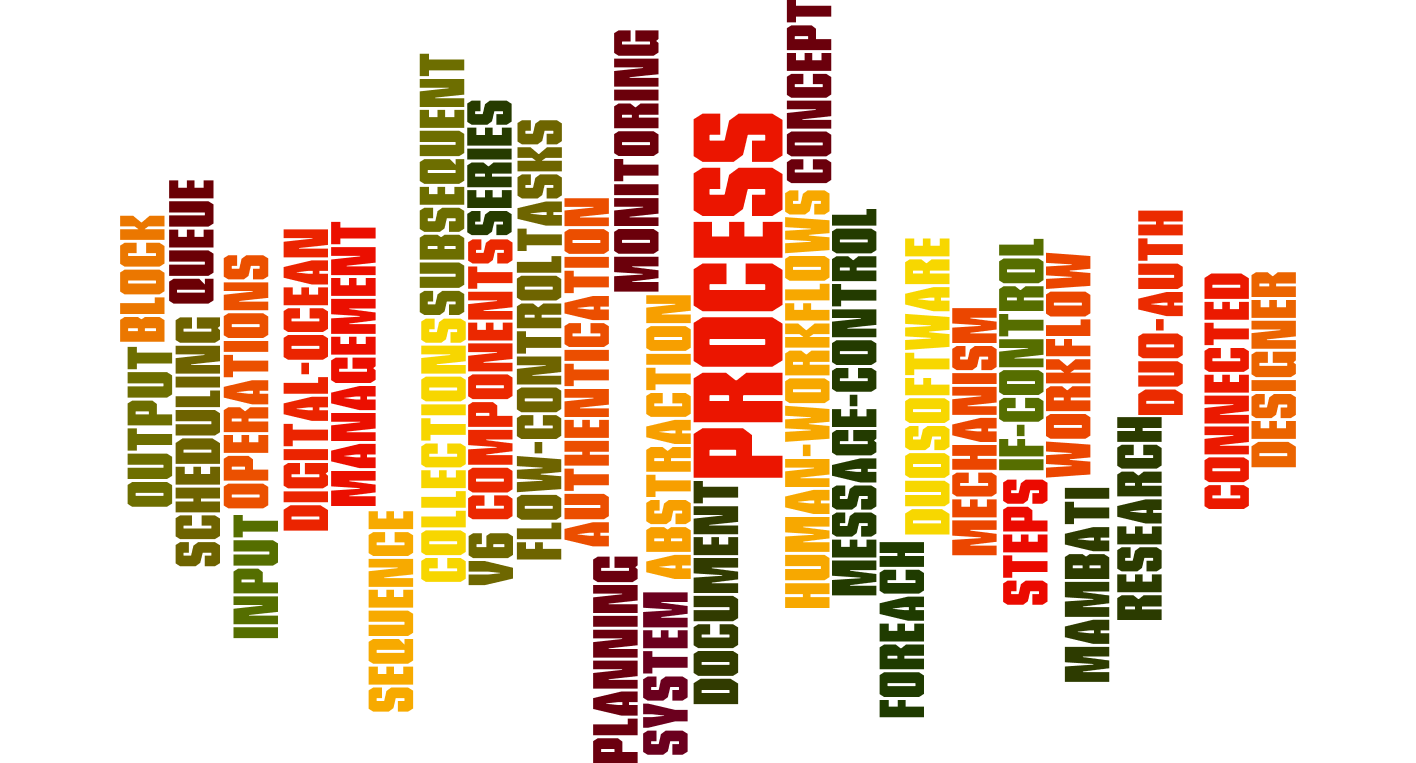 BLOCK
OUTPUT
QUEUE
SCHEDULING
OPERATIONS
INPUT
DIGITAL-OCEAN
MANAGEMENT
SEQUENCE
SUBSEQUENT
COLLECTIONS
SERIES
COMPONENTS
V6
TASKS
FLOW-CONTROL
AUTHENTICATION
MONITORING
PLANNING
ABSTRACTION
SYSTEM
PROCESS
DOCUMENT
CONCEPT
HUMAN-WORKFLOWS
MESSAGE-CONTROL
FOREACH
DUOSOFTWARE
MECHANISM
IF-CONTROL
STEPS
WORKFLOW
MAMBATI
RESEARCH
DUO-AUTH
CONNECTED
DESIGNER